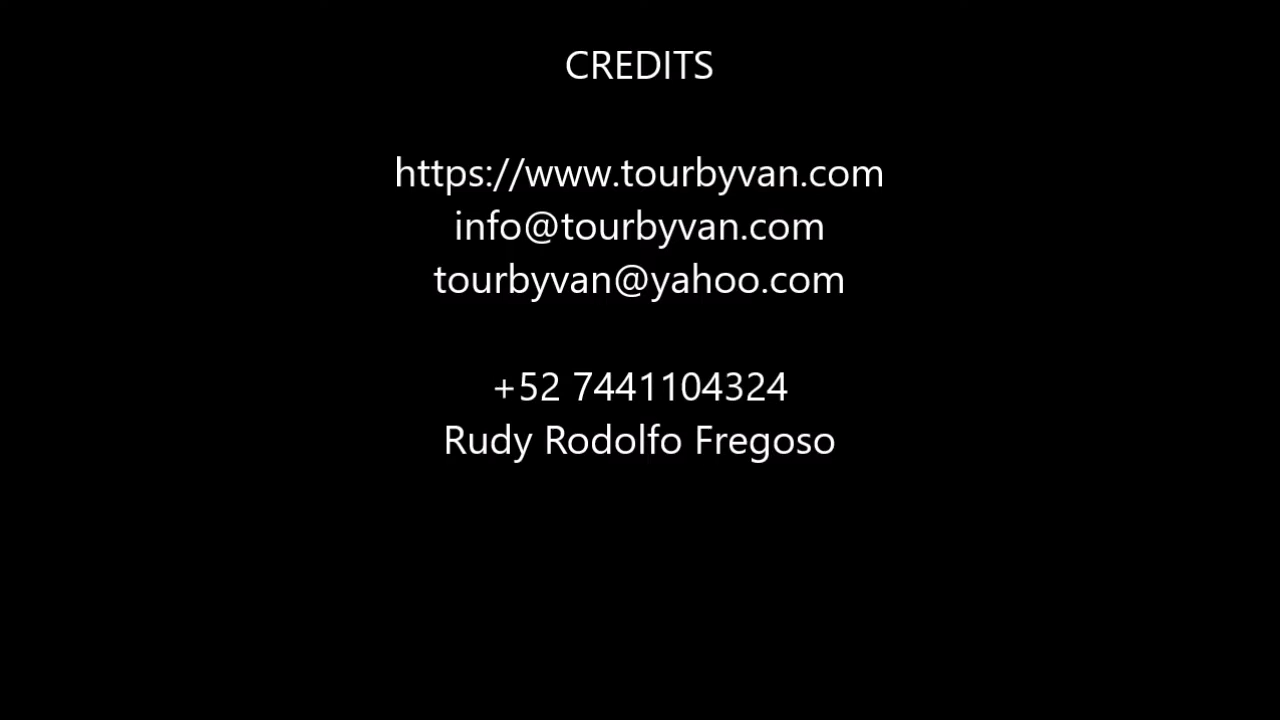 CREDITS
https://www.tourbyvan.com
info@tourbyvan.com
tourbyvan@yahoo.com
+52 7441104324
Rudy Rodolfo Fregoso